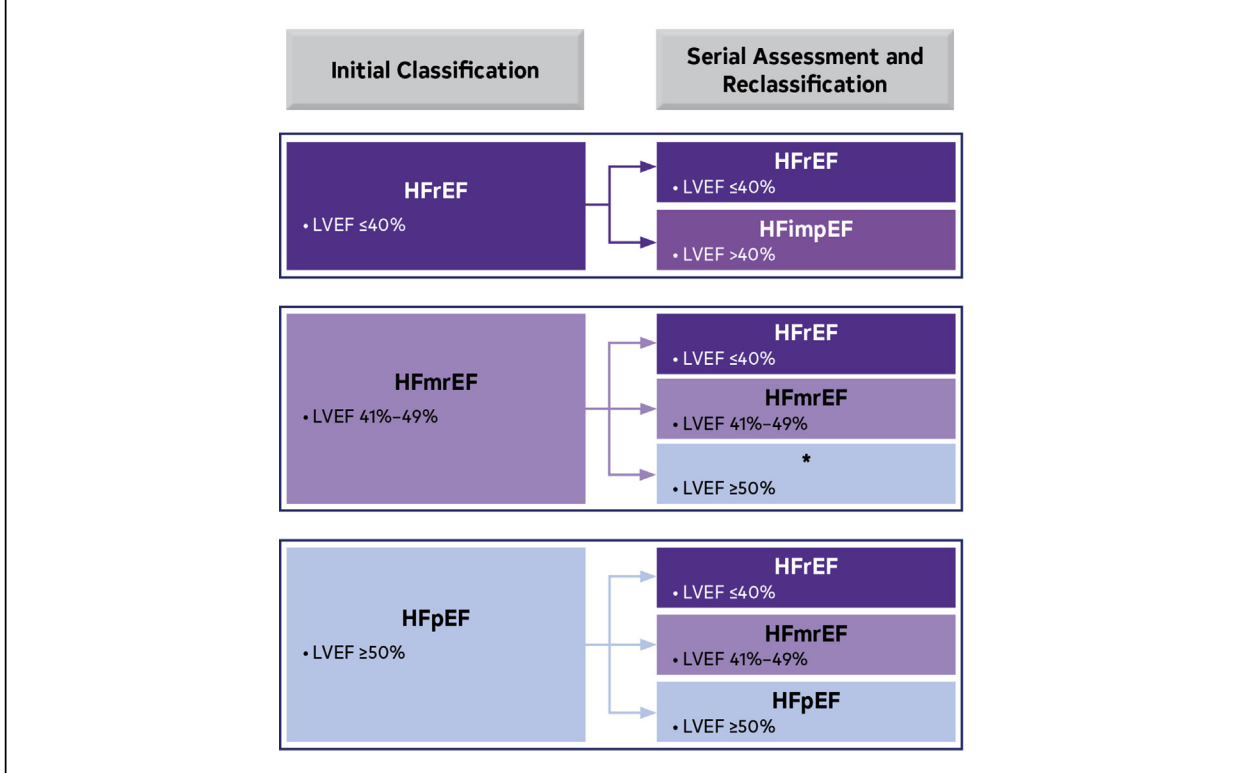 Initial Classification
Serial Assessment and
Reclassification
HFrEF
• LVEF ≤40%
HFrEF
• LVEF ≤40%
HFimpEF
• LVEF >40%
HFmrEF
• LVEF 41%–49%
HFrEF
• LVEF ≤40%
HFmrEF
• LVEF 41%–49%
*
• LVEF ≥50%
HFpEF
• LVEF ≥50%
HFrEF
• LVEF ≤40%
HFmrEF
• LVEF 41%–49%
HFpEF
• LVEF ≥50%